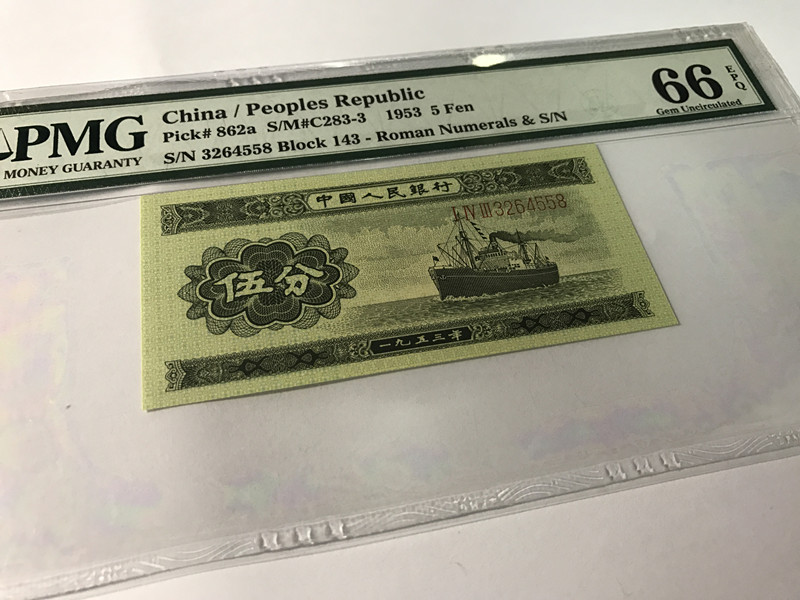 PMG
MONEY GUARANTY
China / Peoples Republic
Pick# 862a S/M#C283-3 1953 5 Fen
S/N 3264558 Block 143 - Roman Numerals & S/N
66
EPQ
Gem Uncirculated
中國人民銀行
I IV III 3264558
伍分
一九五三年